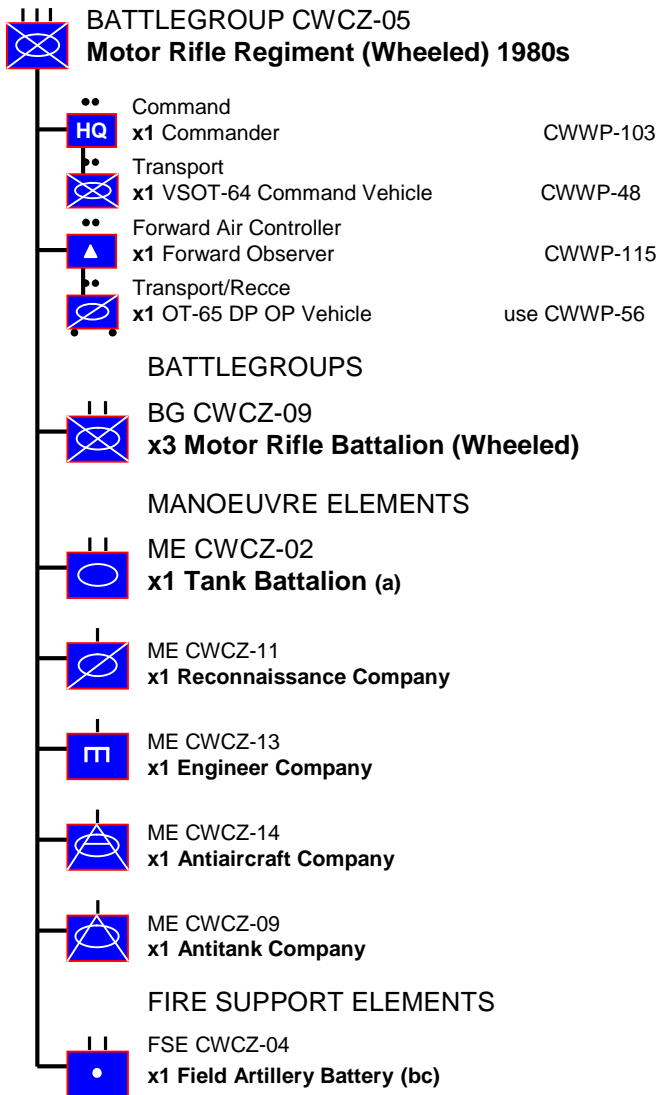 BATTLEGROUP CWCZ-05
Motor Rifle Regiment (Wheeled) 1980s
Command
HQ x1 Commander CWWP-103
Transport
x1 VSOT-64 Command Vehicle CWWP-48
Forward Air Controller
x1 Forward Observer CWWP-115
Transport/Recce
x1 OT-65 DP OP Vehicle use CWWP-56
BATTLEGROUPS
BG CWCZ-09
x3 Motor Rifle Battalion (Wheeled)
MANOEUVRE ELEMENTS
ME CWCZ-02
x1 Tank Battalion (a)
ME CWCZ-11
x1 Reconnaissance Company
ME CWCZ-13
x1 Engineer Company
ME CWCZ-14
x1 Antiaircraft Company
ME CWCZ-09
x1 Antitank Company
FIRE SUPPORT ELEMENTS
FSE CWCZ-04
x1 Field Artillery Battery (bc)